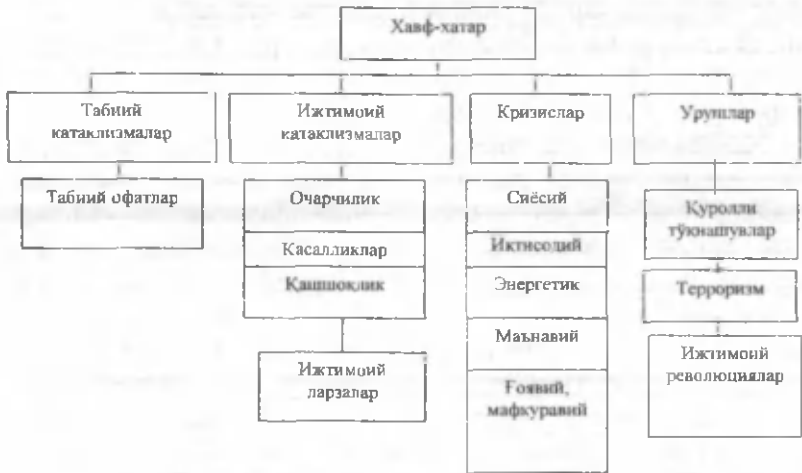 Хавф-хатар
Табиий
катаклизмалар
Ижтимоий
катаклизмалар
Кризислар
Урушлар
Табиий офатлар
Очарчилик
Касалликлар
Қашшоқлик
Ижтимоий
ларзалар
Сиёсий
Иқтисодий
Энергетик
Маънавий
Ғоявий,
мафкуравий
Қуролли
тўқнашувлар
Терроризм
Ижтимоий
революциялар